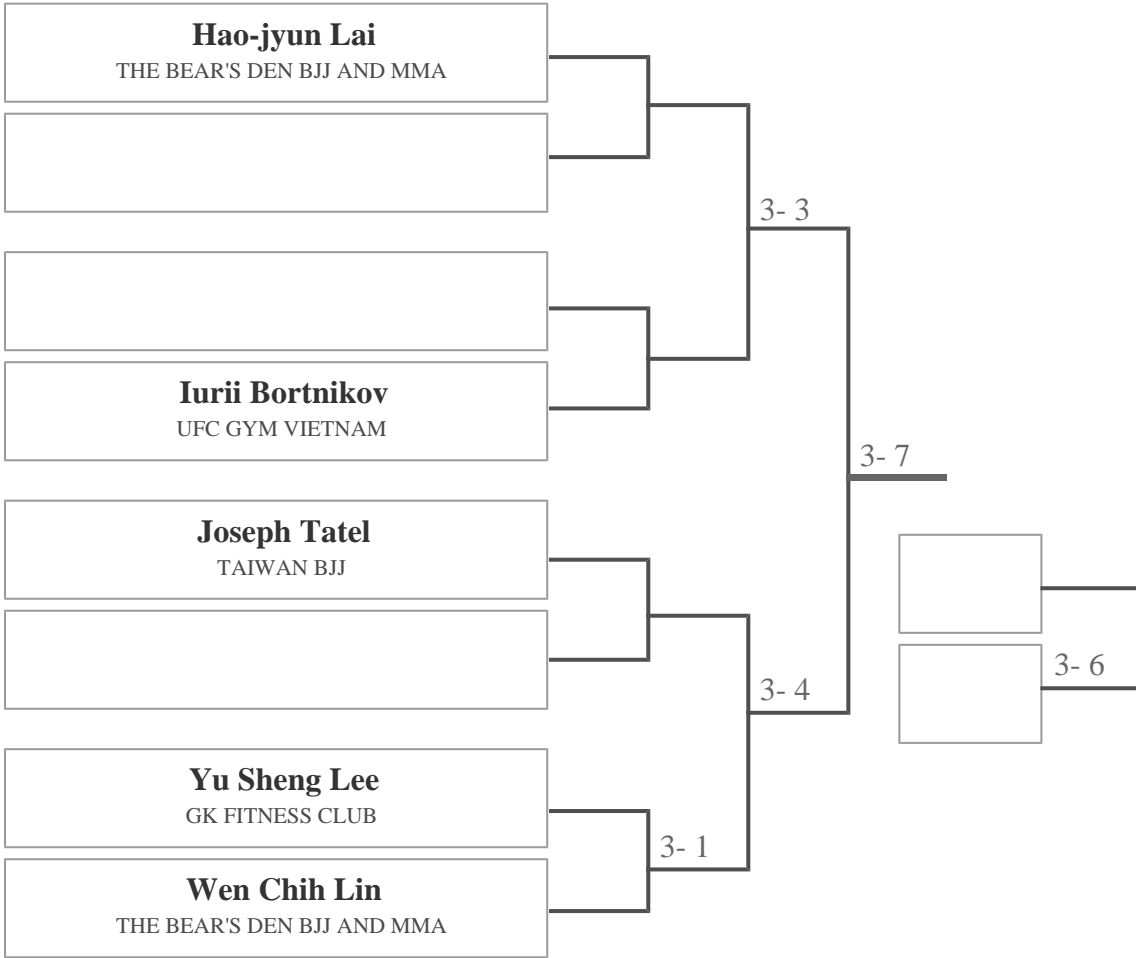 Hao-jyun Lai
THE BEAR'S DEN BJJ AND MMA
3- 3
Iurii Bortnikov
UFC GYM VIETNAM
3- 7
Joseph Tatel
TAIWAN BJJ
3- 6
3- 4
Yu Sheng Lee
GK FITNESS CLUB
3- 1
Wen Chih Lin
THE BEAR'S DEN BJJ AND MMA